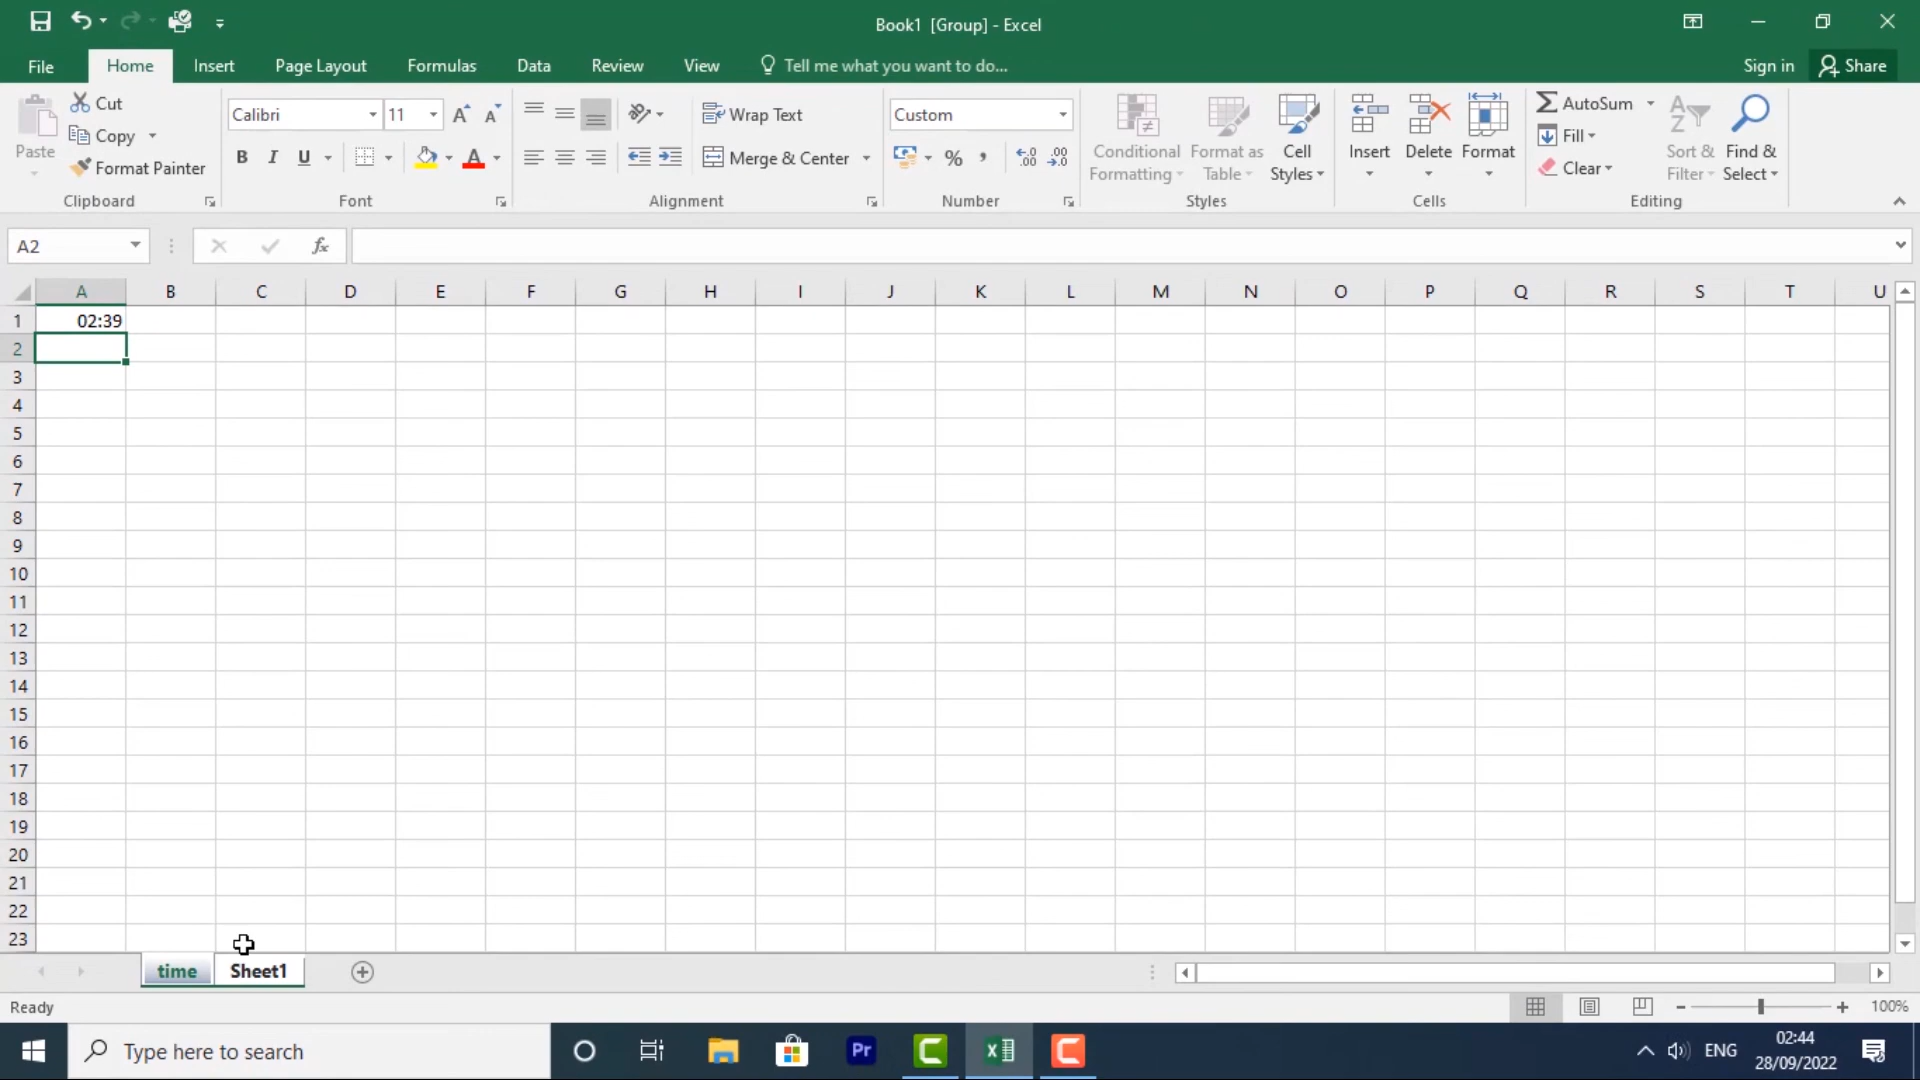 Book1 [Group] - Excel
File Home Insert Page Layout Formulas Data Review View Tell me what you want to do... Sign in Share
Paste
Cut
Copy
Format Painter
Clipboard
Calibri 11
B I U A
Font
Wrap Text
Merge & Center
Alignment
Custom
% , .00 .0
Number
Conditional Formatting
Format as Table
Cell Styles
Styles
Insert Delete Format
Cells
AutoSum
Fill
Clear
Sort & Filter
Find & Select
Editing
A2 fx
A B C D E F G H I J K L M N O P Q R S T U
1 02:39
2
3
4
5
6
7
8
9
10
11
12
13
14
15
16
17
18
19
20
21
22
23
time Sheet1
Ready 100%
Type here to search Pr ENG 02:44
28/09/2022